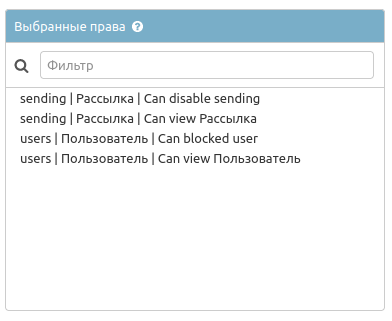 Выбранные права
Фильтр
sending | Рассылка | Can disable sending
sending | Рассылка | Can view Рассылка
users | Пользователь | Can blocked user
users | Пользователь | Can view Пользователь